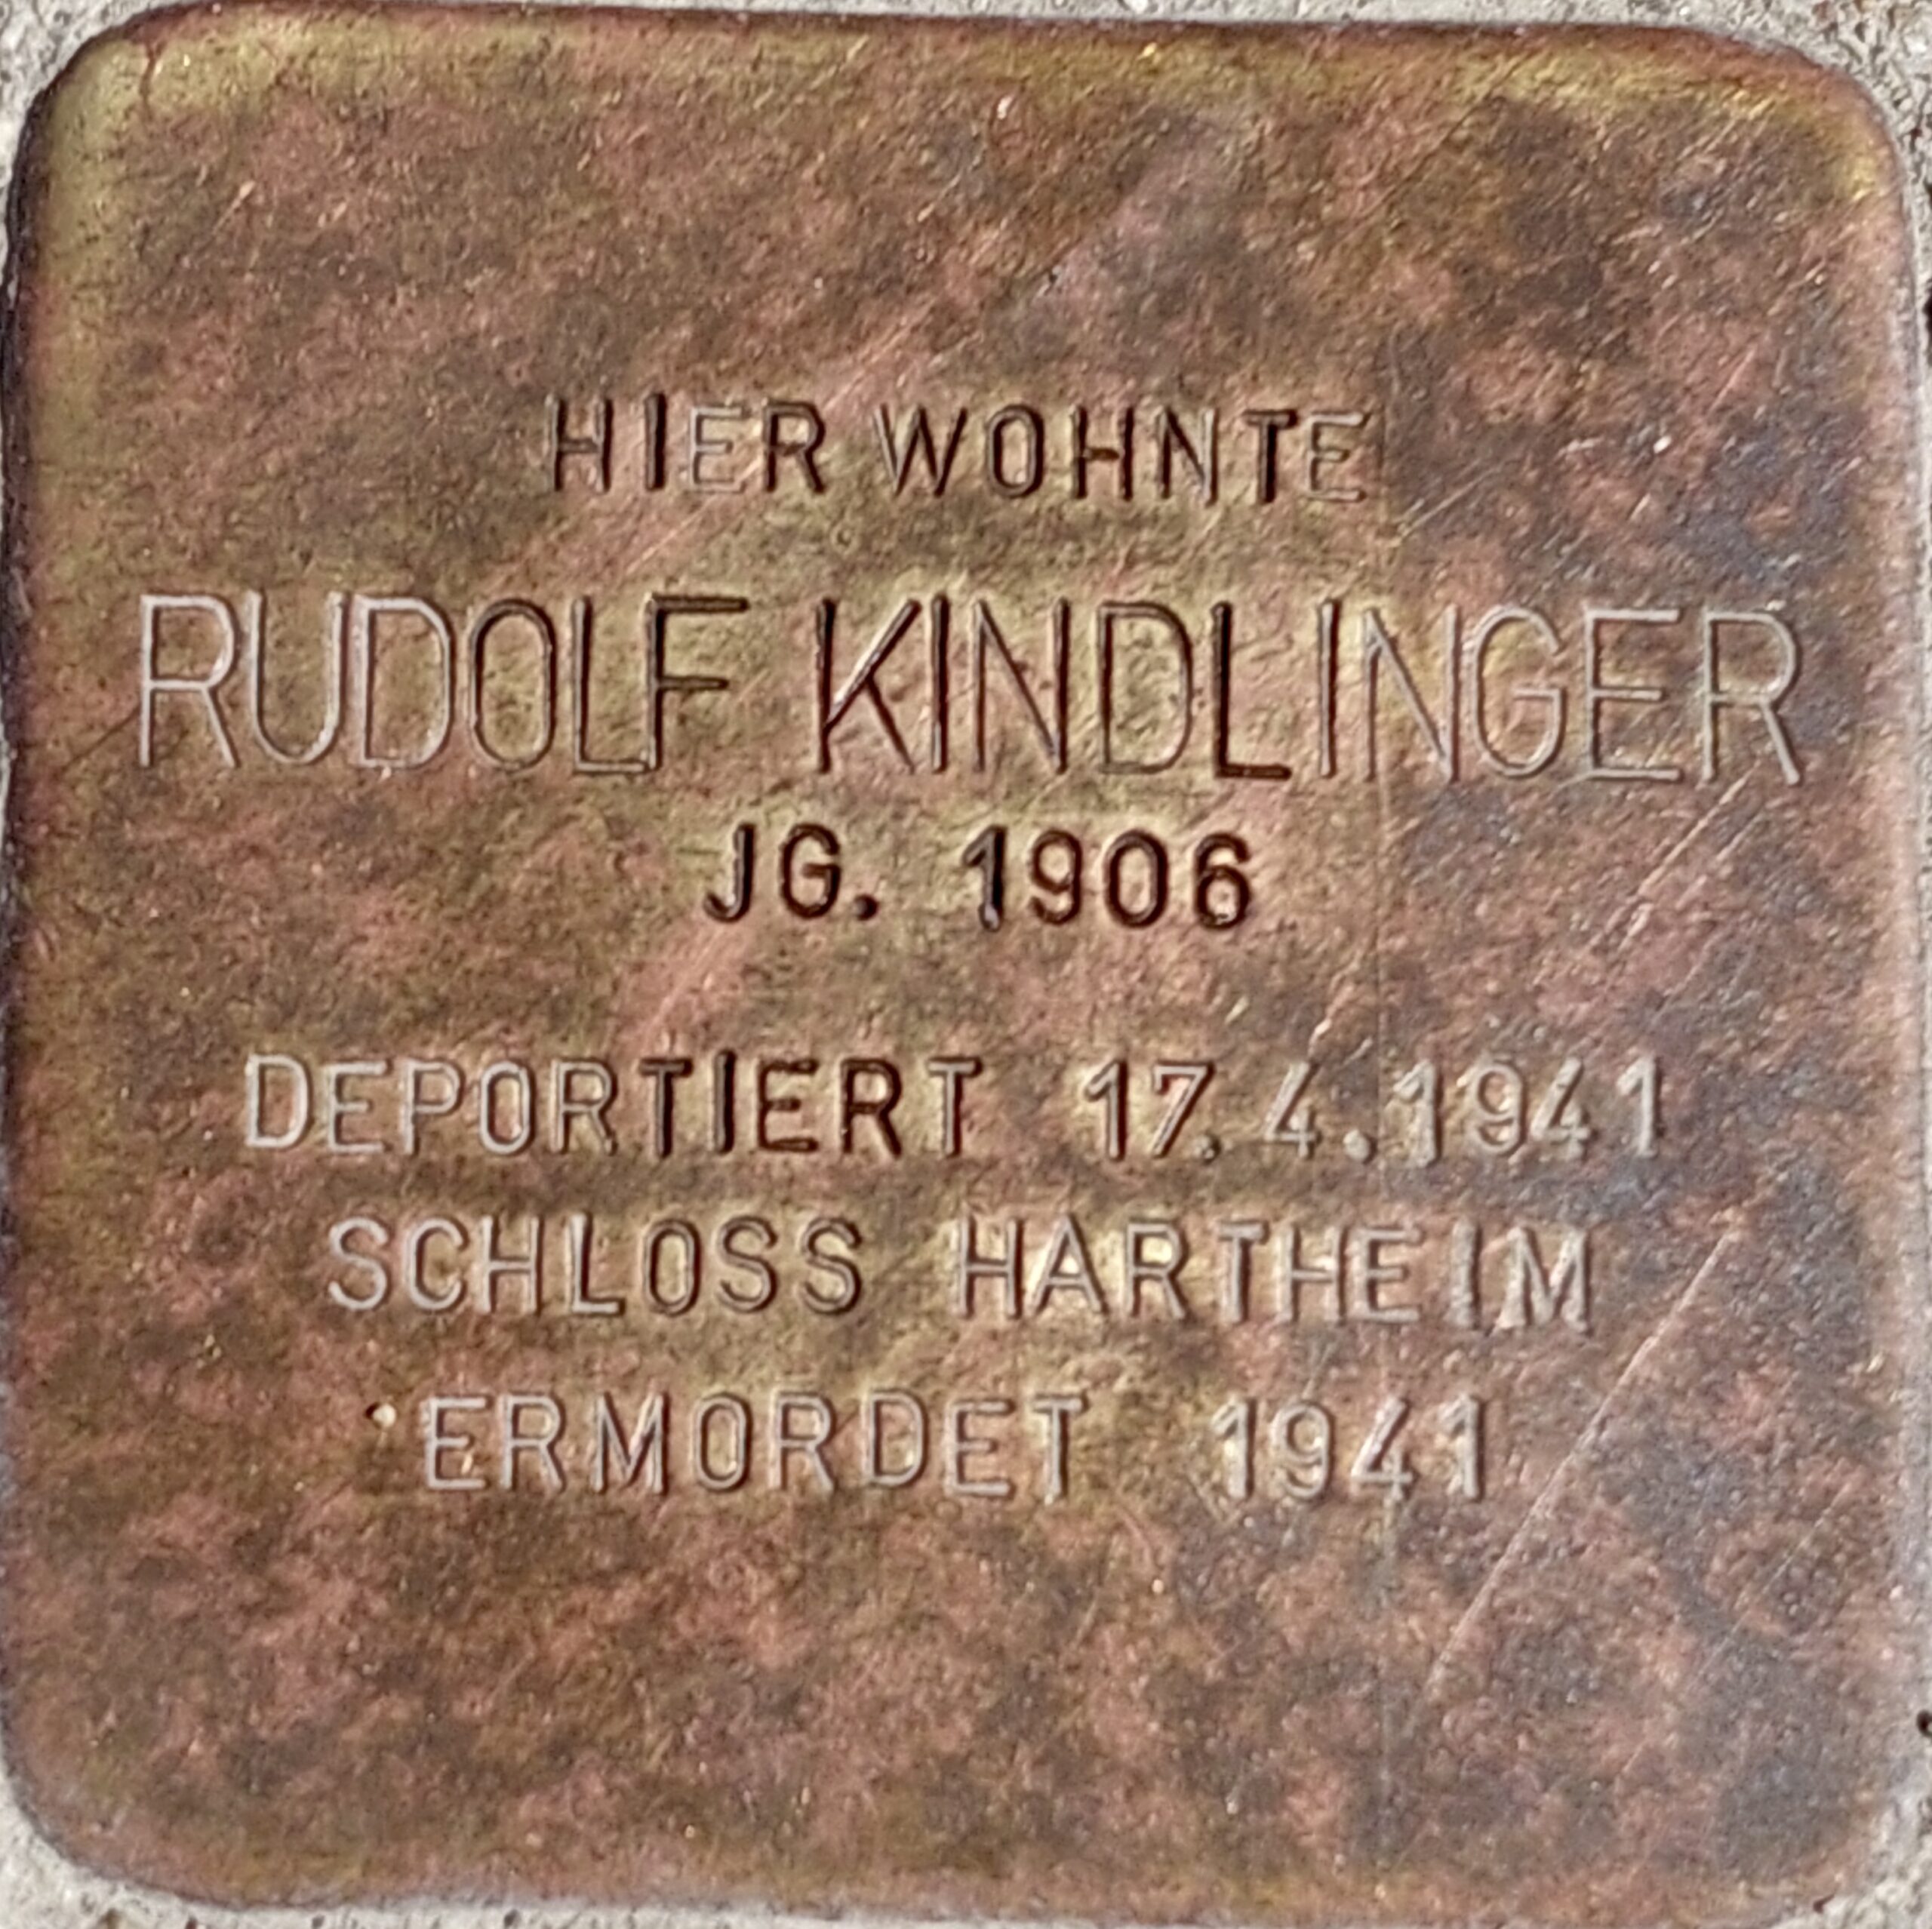 HIER WOHNTE
RUDOLF KINDLINGER
JG. 1906
DEPORTIERT 17.4.1941
SCHLOSS HARTHEIM
ERMORDET 1941